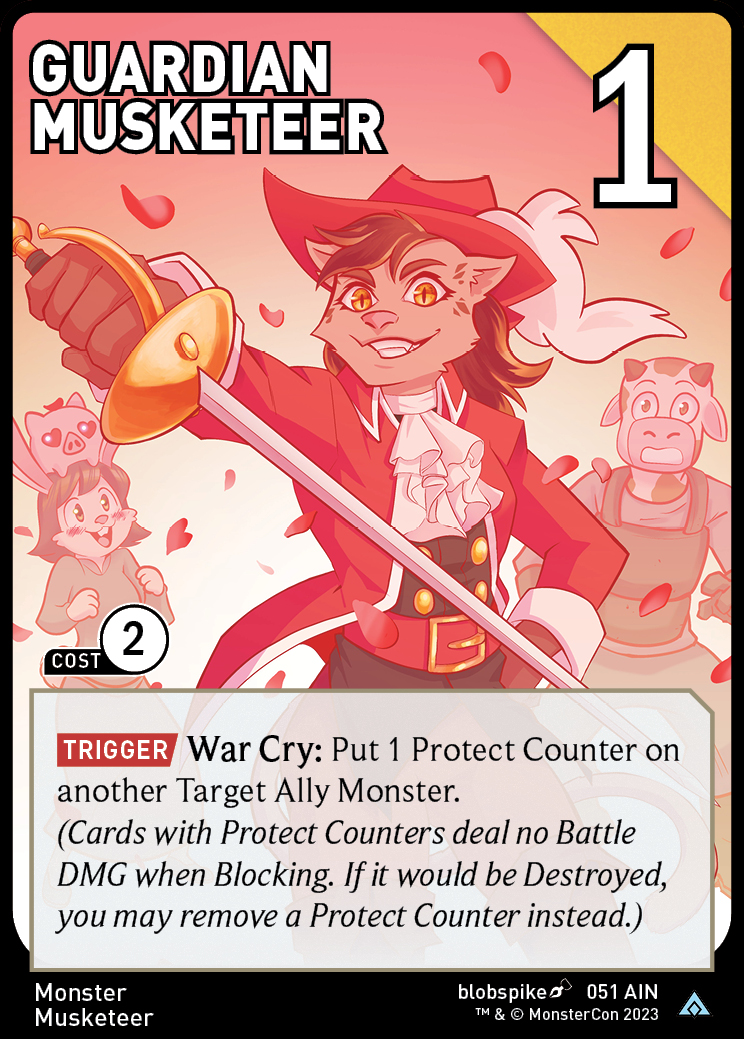 GUARDIAN
MUSKETEER
1
COST 2
TRIGGER War Cry: Put 1 Protect Counter on
another Target Ally Monster.
(Cards with Protect Counters deal no Battle
DMG when Blocking. If it would be Destroyed,
you may remove a Protect Counter instead.)
Monster
Musketeer
blobspike 051 AIN
™ & © MonsterCon 2023